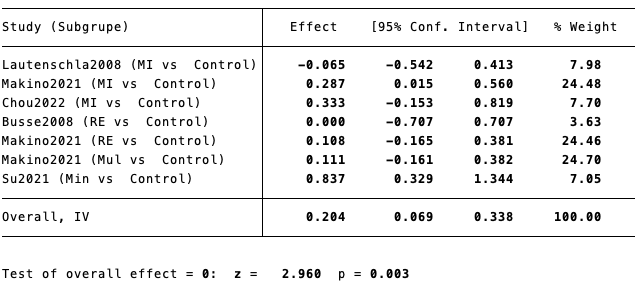 Study (Subgrupe) Effect [95% Conf. Interval] % Weight
Lautenschla2008 (MI vs Control) -0.065 -0.542 0.413 7.98
Makino2021 (MI vs Control) 0.287 0.015 0.560 24.48
Chou2022 (MI vs Control) 0.333 -0.153 0.819 7.70
Busse2008 (RE vs Control) 0.000 -0.707 0.707 3.63
Makino2021 (RE vs Control) 0.108 -0.165 0.381 24.46
Makino2021 (Mul vs Control) 0.111 -0.161 0.382 24.70
Su2021 (Min vs Control) 0.837 0.329 1.344 7.05
Overall, IV 0.204 0.069 0.338 100.00
Test of overall effect = 0: z = 2.960 p = 0.003